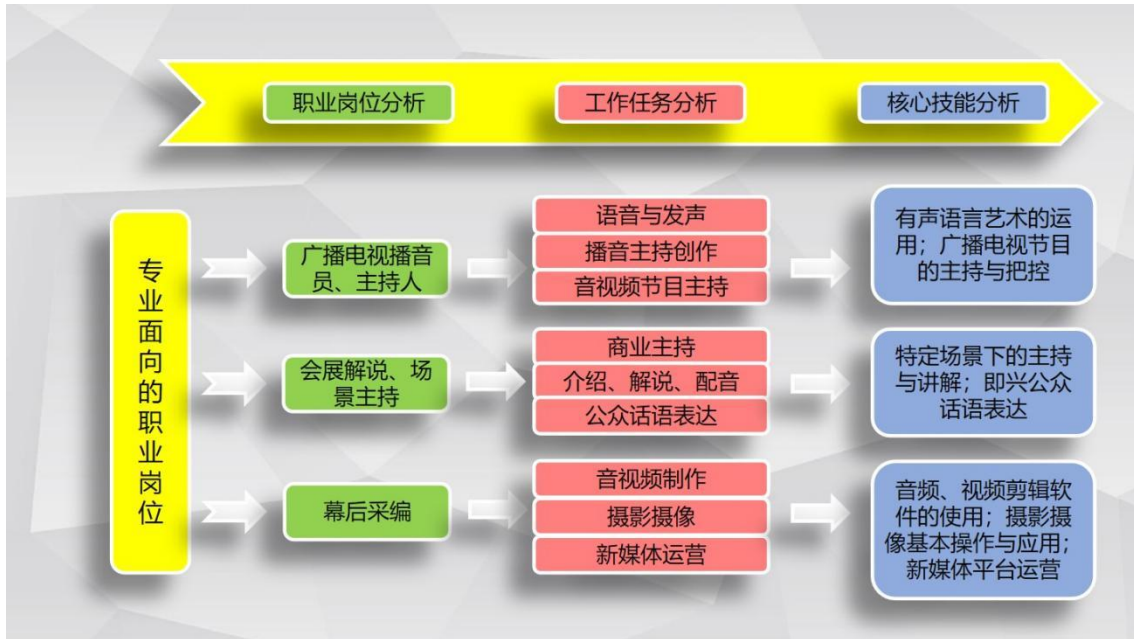 职业岗位分析
工作任务分析
核心技能分析
专业面向的职业岗位
广播电视播音
员、主持人
语音与发声
播音主持创作
音视频节目主持
有声语言艺术的运
用；广播电视节目
的主持与把控
会展解说、场
景主持
商业主持
介绍、解说、配音
公众话语表达
特定场景下的主持
与讲解；即兴公众
话语表达
幕后采编
音视频制作
摄影摄像
新媒体运营
音频、视频剪辑软
件的使用；摄影摄
像基本操作与应用；
新媒体平台运营